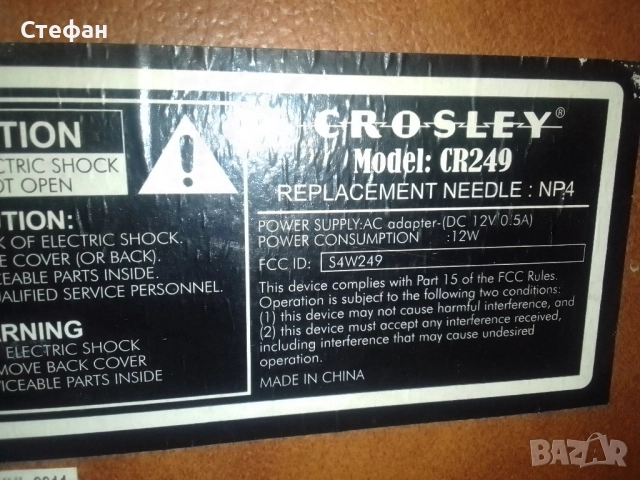 Стефан
TION
CTRIC SHOCK
OT OPEN
UTION:
K OF ELECTRIC SHOCK.
E COVER (OR BACK).
CEABLE PARTS INSIDE.
UALIFIED SERVICE PERSONNEL.
RNING
ELECTRIC SHOCK
MOVE BACK COVER
VICEABLE PARTS INSIDE
CROSLEY®
Model: CR249
REPLACEMENT NEEDLE : NP4
POWER SUPPLY:AC adapter-(DC 12V 0.5A)
POWER CONSUMPTION :12W
FCC ID: S4W249
This device complies with Part 15 of the FCC Rules.
Operation is subject to the following two conditions:
(1) this device may not cause harmful interference, and
(2) this device must accept any interference received,
including interference that may cause undesired
operation.
MADE IN CHINA
BAZAR